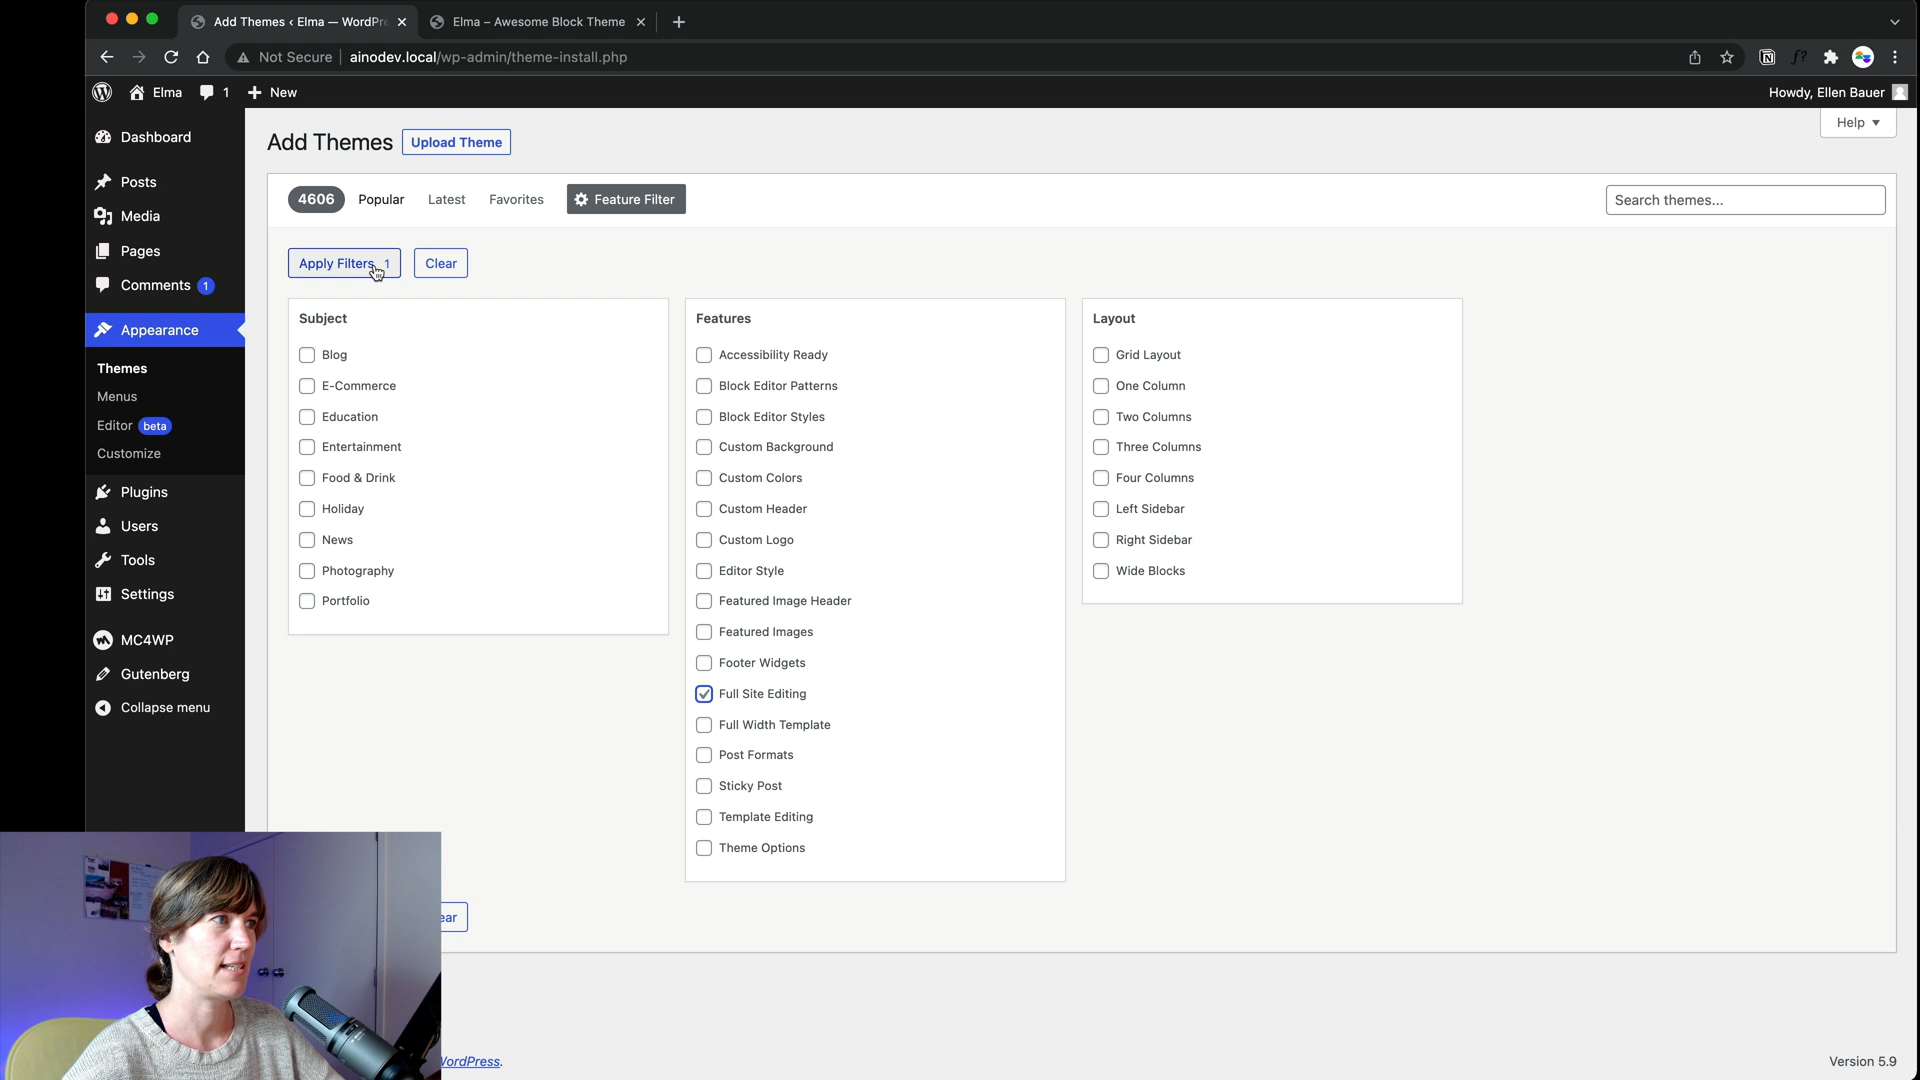 Add Themes ‹ Elma — WordPre
Elma – Awesome Block Theme
Not Secure
ainodev.local/wp-admin/theme-install.php
Elma
1
New
Howdy, Ellen Bauer
Dashboard
Posts
Media
Pages
Comments 1
Appearance
Themes
Menus
Editor beta
Customize
Plugins
Users
Tools
Settings
MC4WP
Gutenberg
Collapse menu
Help
Add Themes
Upload Theme
4606
Popular
Latest
Favorites
Feature Filter
Search themes...
Apply Filters 1
Clear
Subject
Blog
E-Commerce
Education
Entertainment
Food & Drink
Holiday
News
Photography
Portfolio
Features
Accessibility Ready
Block Editor Patterns
Block Editor Styles
Custom Background
Custom Colors
Custom Header
Custom Logo
Editor Style
Featured Image Header
Featured Images
Footer Widgets
Full Site Editing
Full Width Template
Post Formats
Sticky Post
Template Editing
Theme Options
Layout
Grid Layout
One Column
Two Columns
Three Columns
Four Columns
Left Sidebar
Right Sidebar
Wide Blocks
ear
WordPress.
Version 5.9